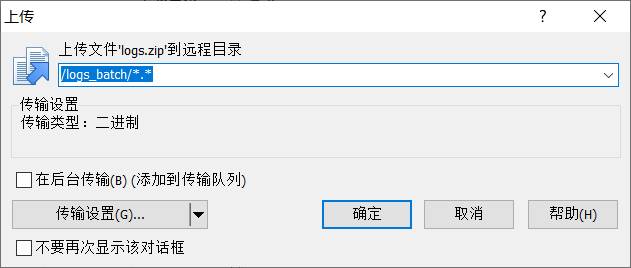 上传
上传文件'logs.zip'到远程目录
/logs_batch/*.*
传输设置
传输类型：二进制
在后台传输(B) (添加到传输队列)
传输设置(G)... 确定 取消 帮助(H)
不要再次显示该对话框